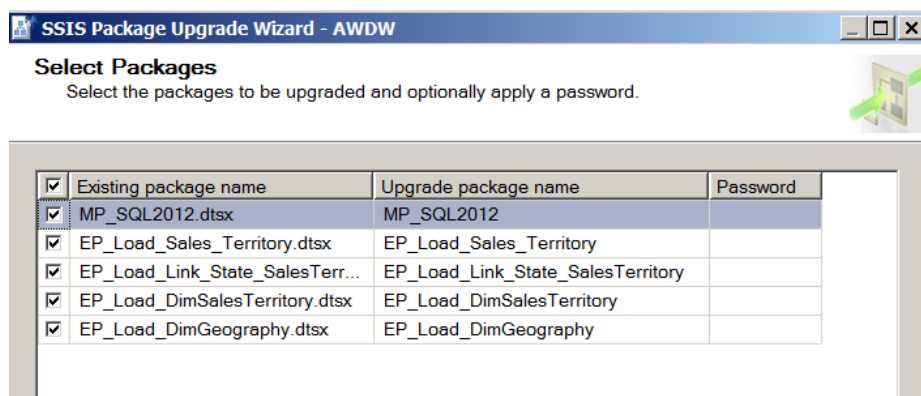 SSIS Package Upgrade Wizard - AWDW
Select Packages
Select the packages to be upgraded and optionally apply a password.
Existing package name Upgrade package name Password
MP_SQL2012.dtsx MP_SQL2012
EP_Load_Sales_Territory.dtsx EP_Load_Sales_Territory
EP_Load_Link_State_SalesTerr... EP_Load_Link_State_SalesTerritory
EP_Load_DimSalesTerritory.dtsx EP_Load_DimSalesTerritory
EP_Load_DimGeography.dtsx EP_Load_DimGeography